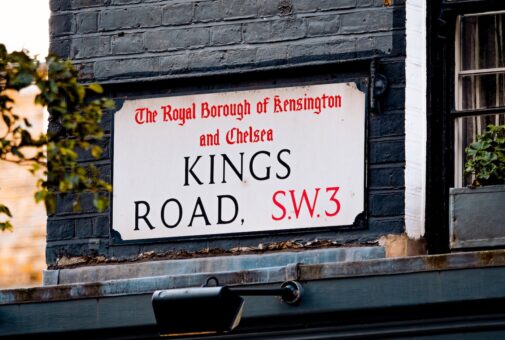 The Royal Borough of Kensington
and Chelsea
KINGS
ROAD, S.W.3